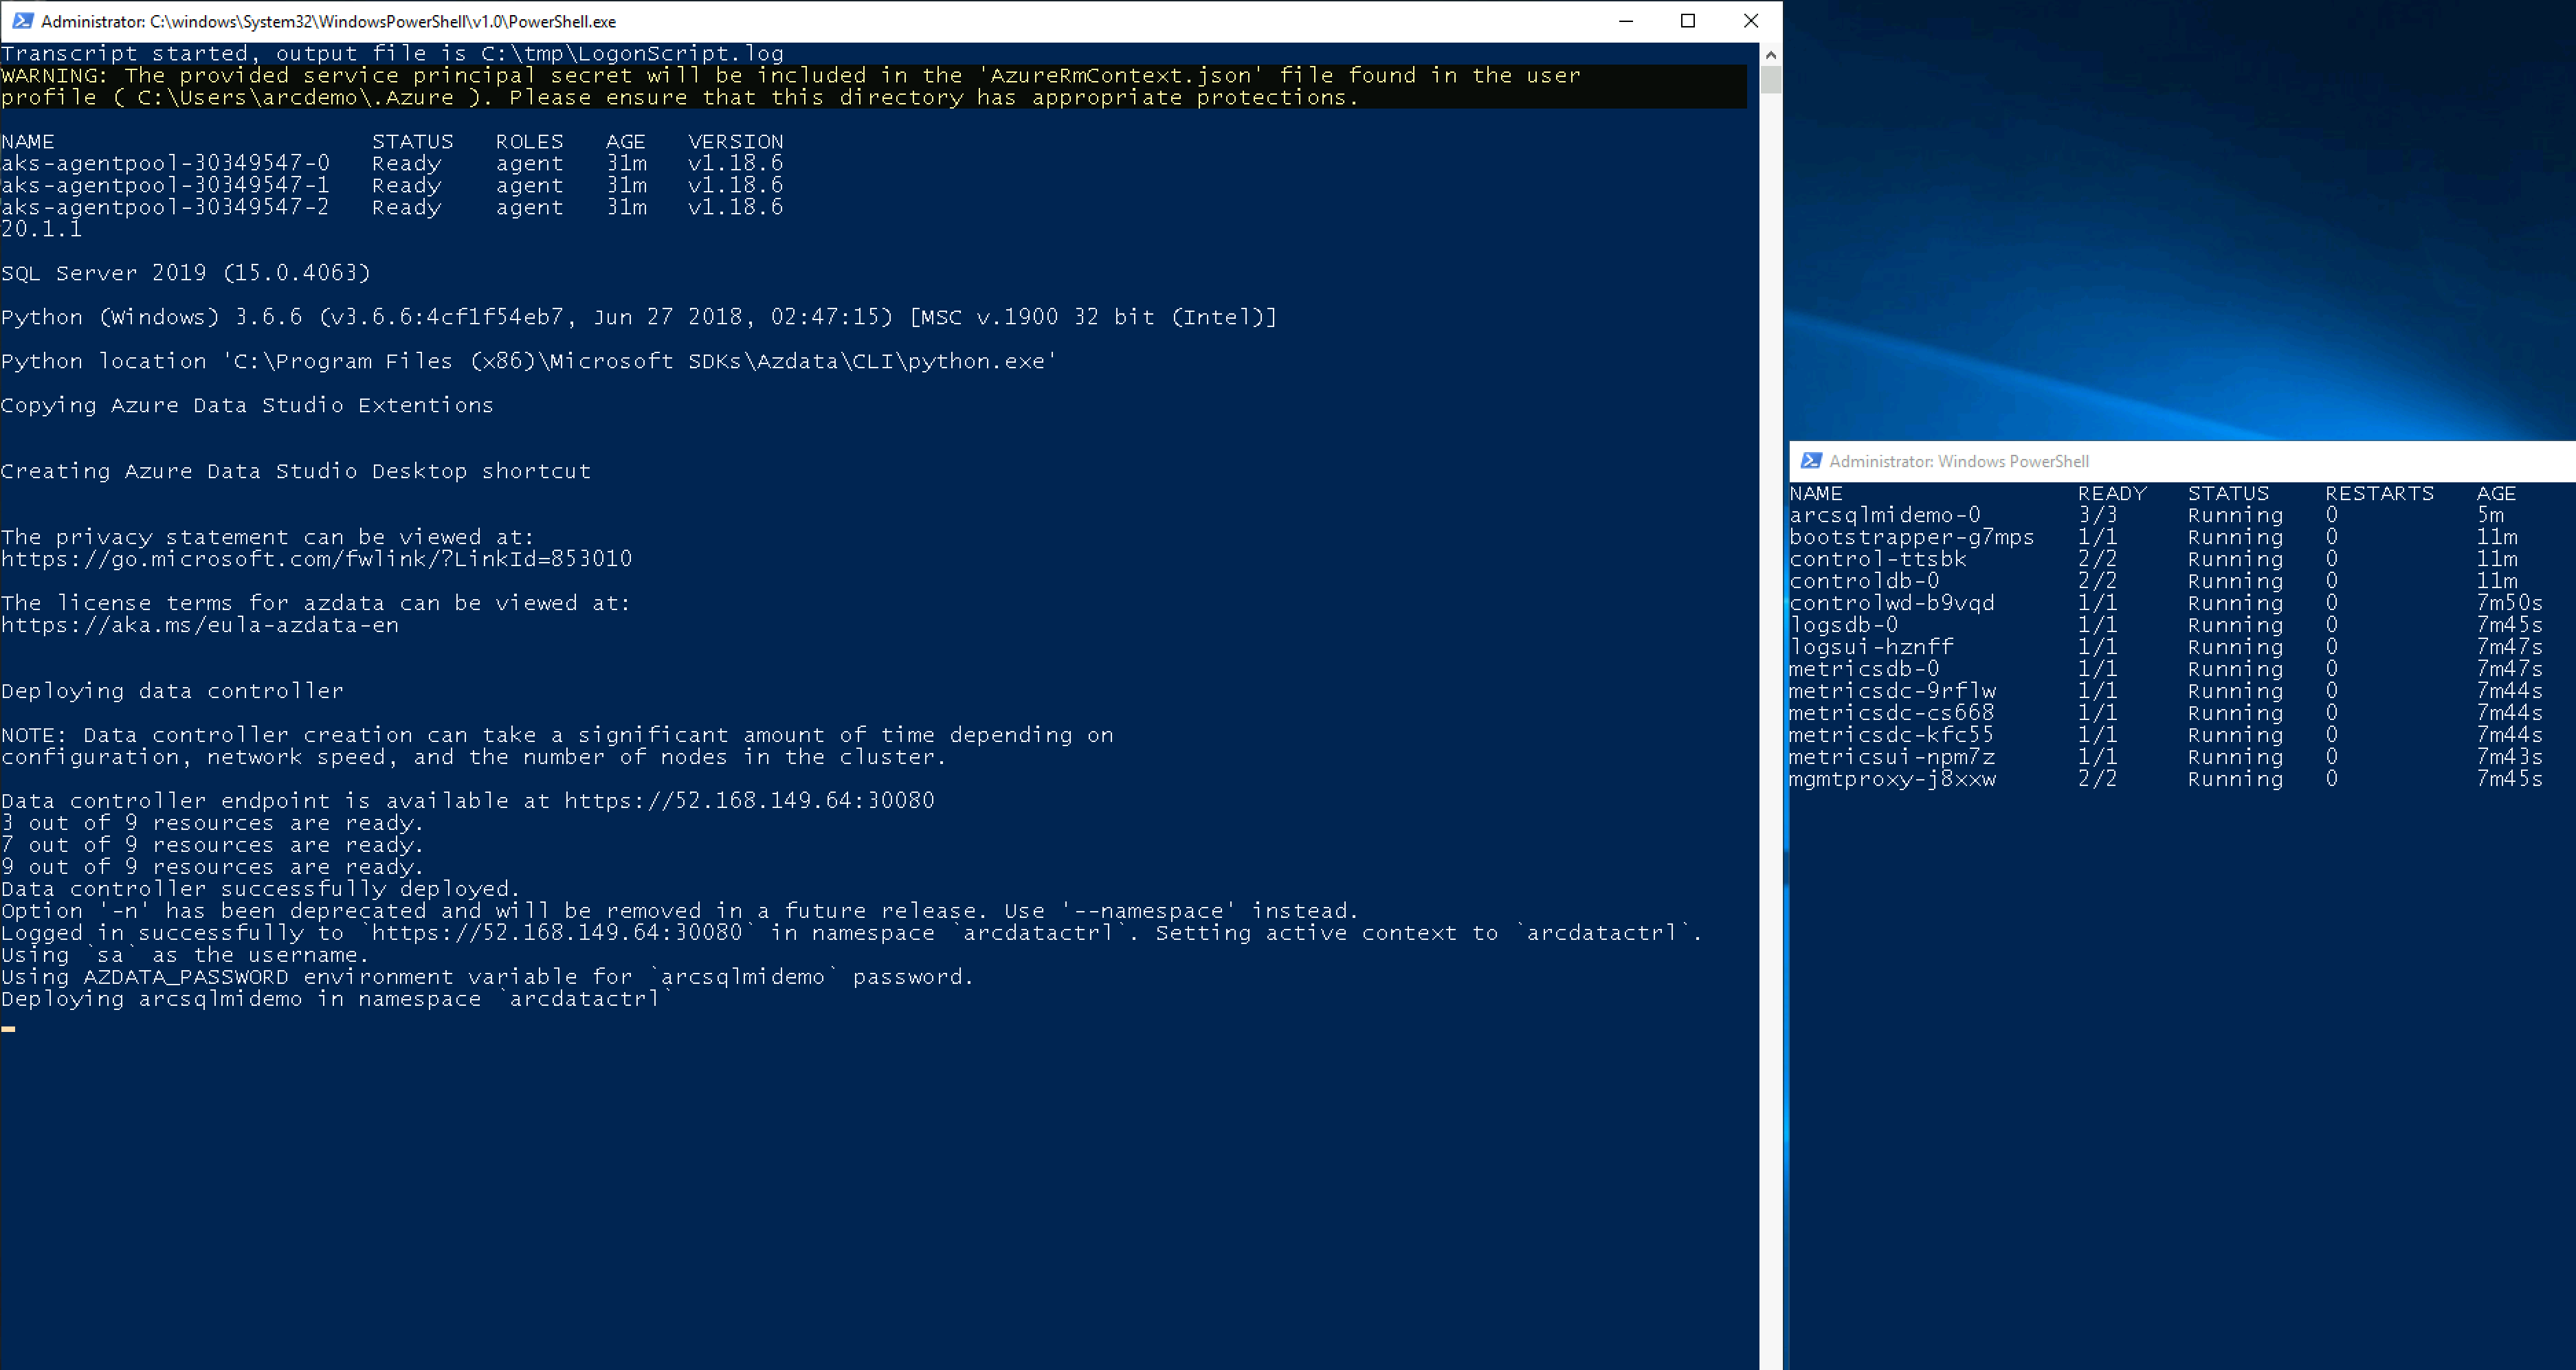 Administrator: C:\windows\System32\WindowsPowerShell\v1.0\PowerShell.exe
Transcript started, output file is C:\tmp\LogonScript.log
WARNING: The provided service principal secret will be included in the 'AzureRmContext.json' file found in the user
profile ( C:\Users\arcdemo\.Azure ). Please ensure that this directory has appropriate protections.
NAME STATUS ROLES AGE VERSION
aks-agentpool-30349547-0 Ready agent 31m v1.18.6
aks-agentpool-30349547-1 Ready agent 31m v1.18.6
aks-agentpool-30349547-2 Ready agent 31m v1.18.6
20.1.1
SQL Server 2019 (15.0.4063)
Python (Windows) 3.6.6 (v3.6.6:4cf1f54eb7, Jun 27 2018, 02:47:15) [MSC v.1900 32 bit (Intel)]
Python location 'C:\Program Files (x86)\Microsoft SDKs\Azdata\CLI\python.exe'
Copying Azure Data Studio Extentions
Creating Azure Data Studio Desktop shortcut
The privacy statement can be viewed at:
https://go.microsoft.com/fwlink/?LinkId=853010
The license terms for azdata can be viewed at:
https://aka.ms/eula-azdata-en
Deploying data controller
NOTE: Data controller creation can take a significant amount of time depending on
configuration, network speed, and the number of nodes in the cluster.
Data controller endpoint is available at https://52.168.149.64:30080
3 out of 9 resources are ready.
7 out of 9 resources are ready.
9 out of 9 resources are ready.
Data controller successfully deployed.
Option '-n' has been deprecated and will be removed in a future release. Use '--namespace' instead.
Logged in successfully to `https://52.168.149.64:30080` in namespace `arcdatactrl`. Setting active context to `arcdatactrl`.
Using `sa` as the username.
Using AZDATA_PASSWORD environment variable for `arcsqlmidemo` password.
Deploying arcsqlmidemo in namespace `arcdatactrl`
Administrator: Windows PowerShell
NAME READY STATUS RESTARTS AGE
arcsqlmidemo-0 3/3 Running 0 5m
bootstrapper-g7mps 1/1 Running 0 11m
control-ttsbk 2/2 Running 0 11m
controldb-0 2/2 Running 0 11m
controlwd-b9vqd 1/1 Running 0 7m50s
logsdb-0 1/1 Running 0 7m45s
logsui-hznff 1/1 Running 0 7m47s
metricsdb-0 1/1 Running 0 7m47s
metricsdc-9rflw 1/1 Running 0 7m44s
metricsdc-cs668 1/1 Running 0 7m44s
metricsdc-kfc55 1/1 Running 0 7m44s
metricsui-npm7z 1/1 Running 0 7m43s
mgmtproxy-j8xxw 2/2 Running 0 7m45s